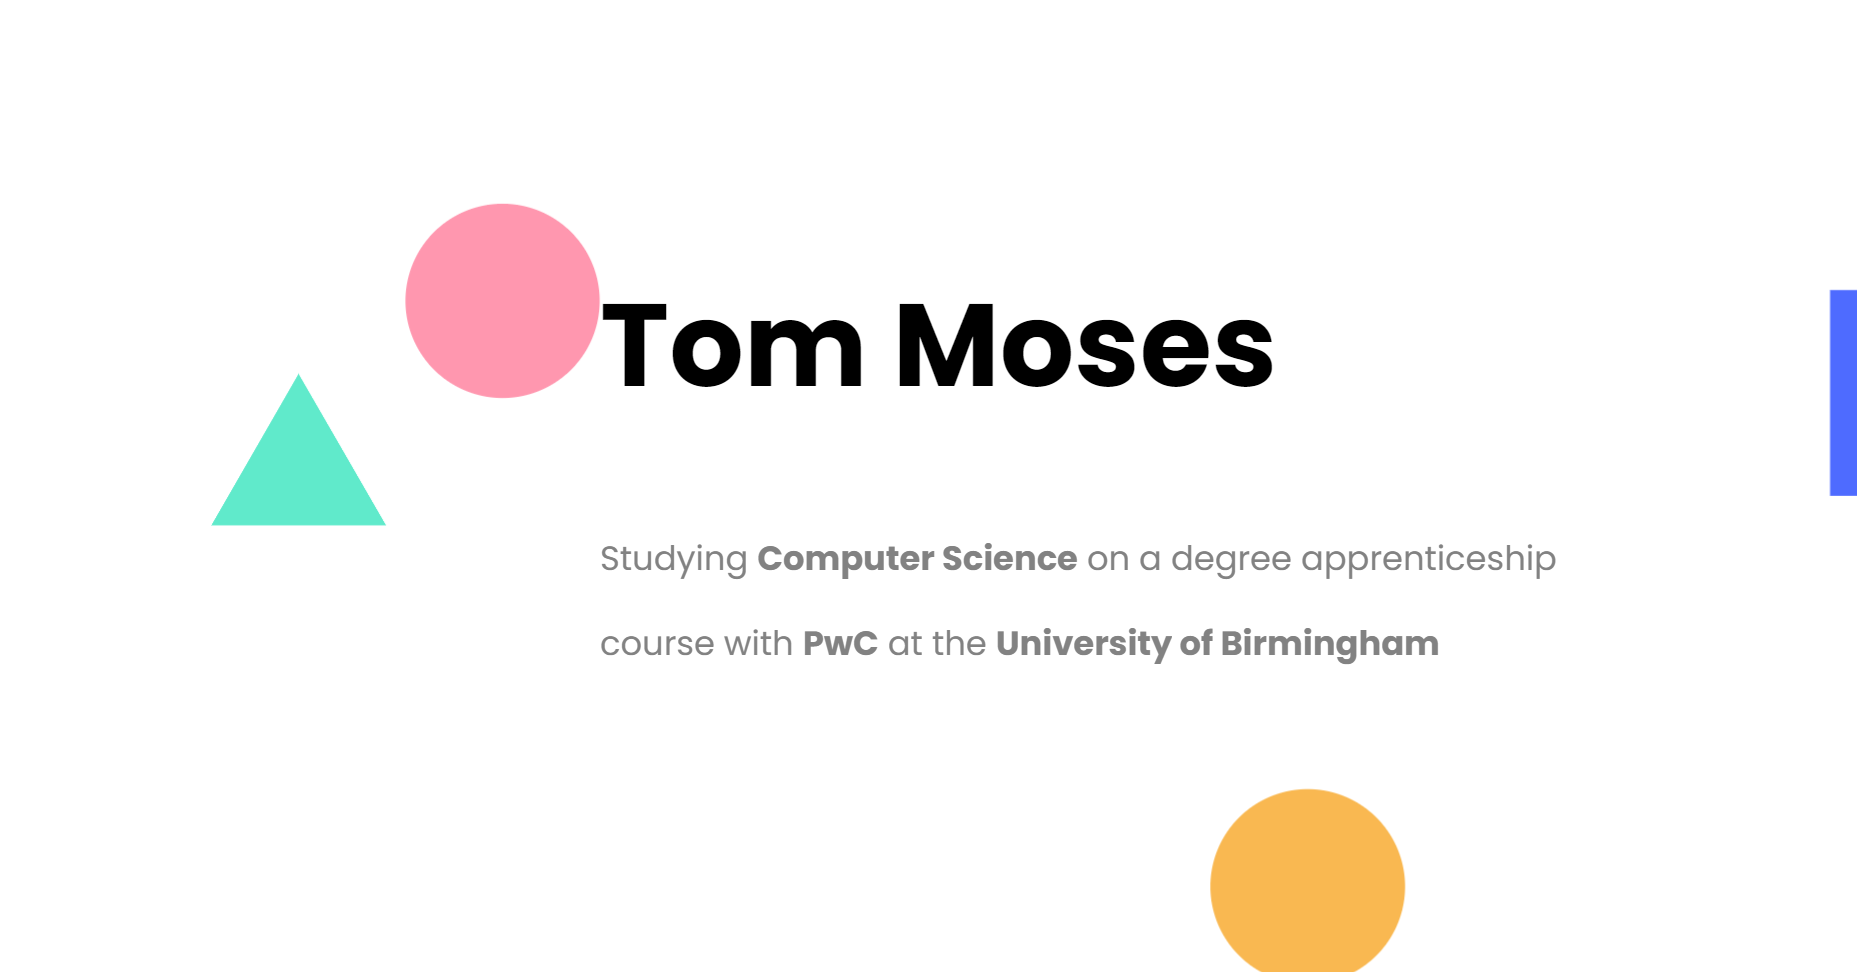 Tom Moses
Studying Computer Science on a degree apprenticeship
course with PwC at the University of Birmingham